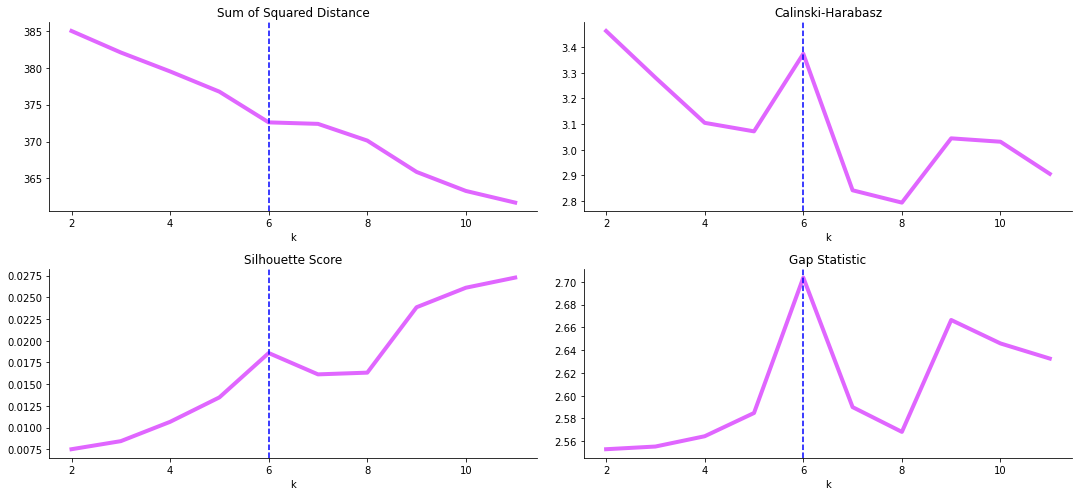 Sum of Squared Distance
385
380
375
370
365
2 4 6 8 10
k
Calinski-Harabasz
3.4
3.3
3.2
3.1
3.0
2.9
2.8
2 4 6 8 10
k
Silhouette Score
0.0275
0.0250
0.0225
0.0200
0.0175
0.0150
0.0125
0.0100
0.0075
2 4 6 8 10
k
Gap Statistic
2.70
2.68
2.66
2.64
2.62
2.60
2.58
2.56
2 4 6 8 10
k